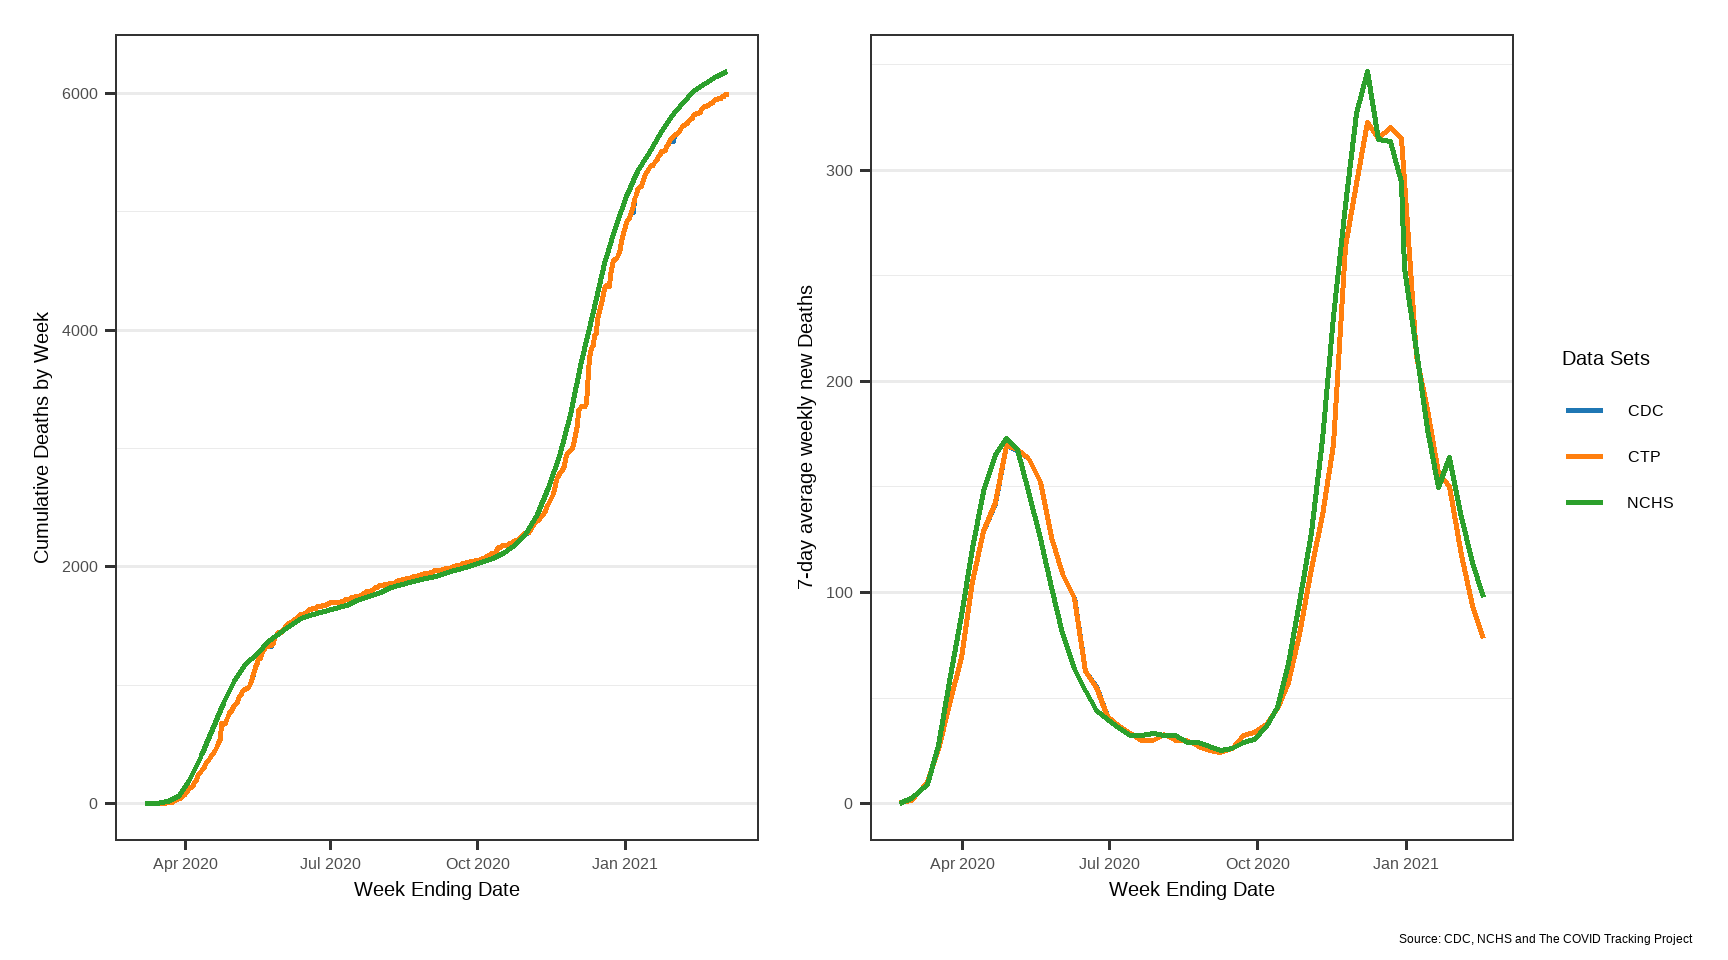 Cumulative Deaths by Week
6000
4000
2000
0
Apr 2020
Jul 2020
Oct 2020
Jan 2021
Week Ending Date
7-day average weekly new Deaths
300
200
100
0
Apr 2020
Jul 2020
Oct 2020
Jan 2021
Week Ending Date
Data Sets
CDC
CTP
NCHS
Source: CDC, NCHS and The COVID Tracking Project